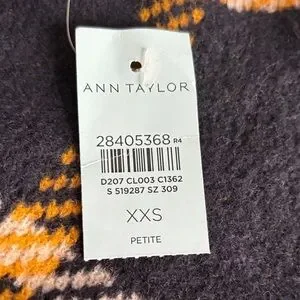 ANN TAYLOR
28405368 R4
D207 CL003 C1362
S 519287 SZ 309
XXS
PETITE